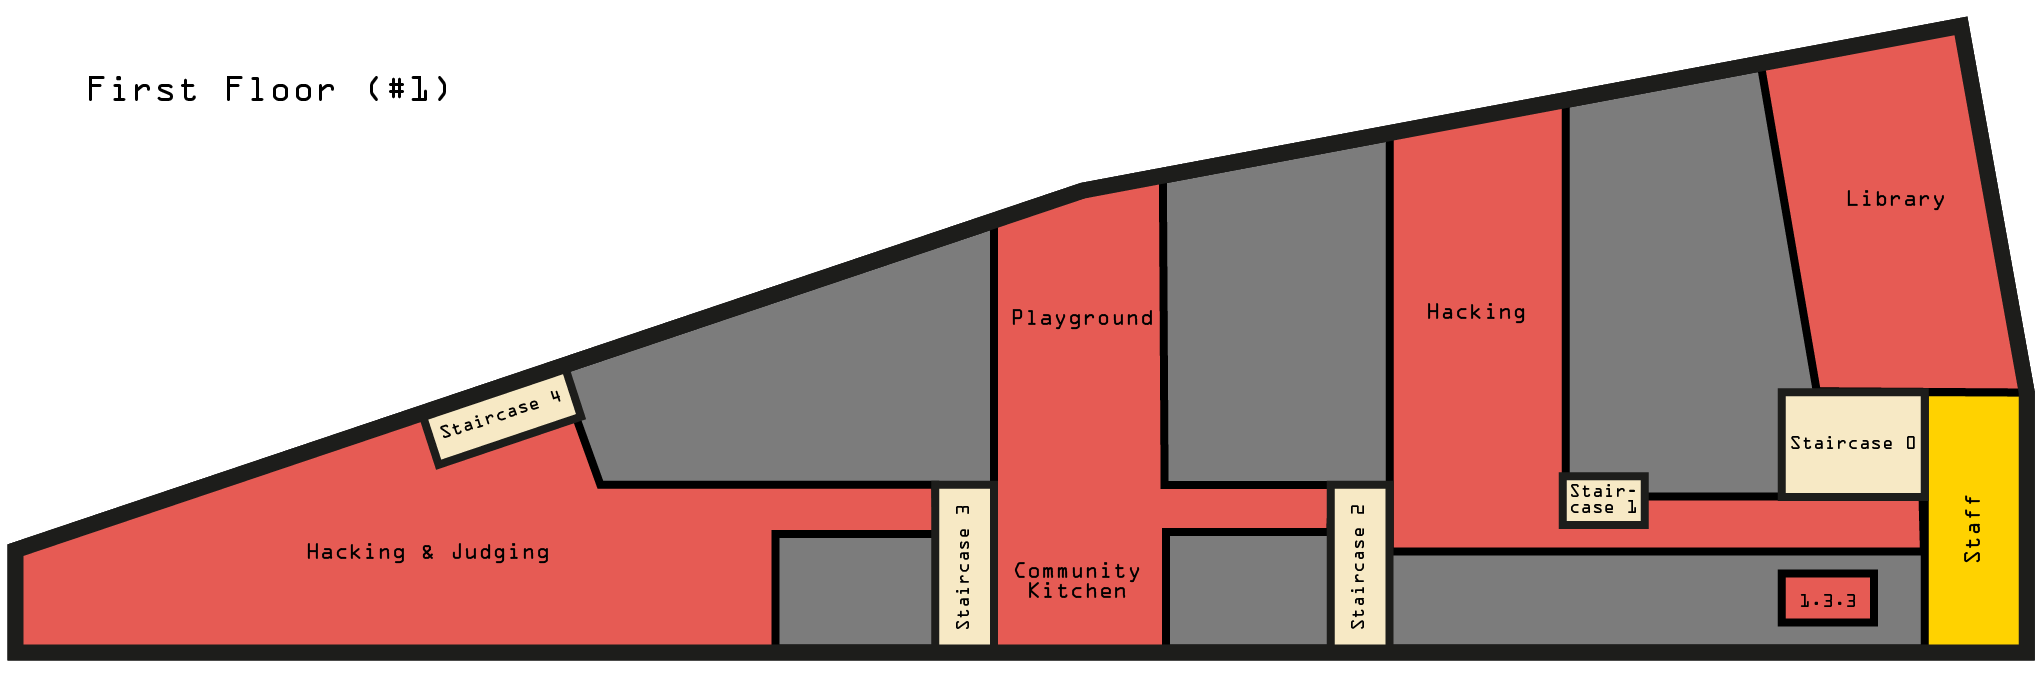 First Floor (#1)
Library
Playground
Hacking
Staircase 4
Staircase 0
Stair-
case 1
Hacking & Judging
Staircase 3
Community
Kitchen
Staircase 2
Staff
1.3.3